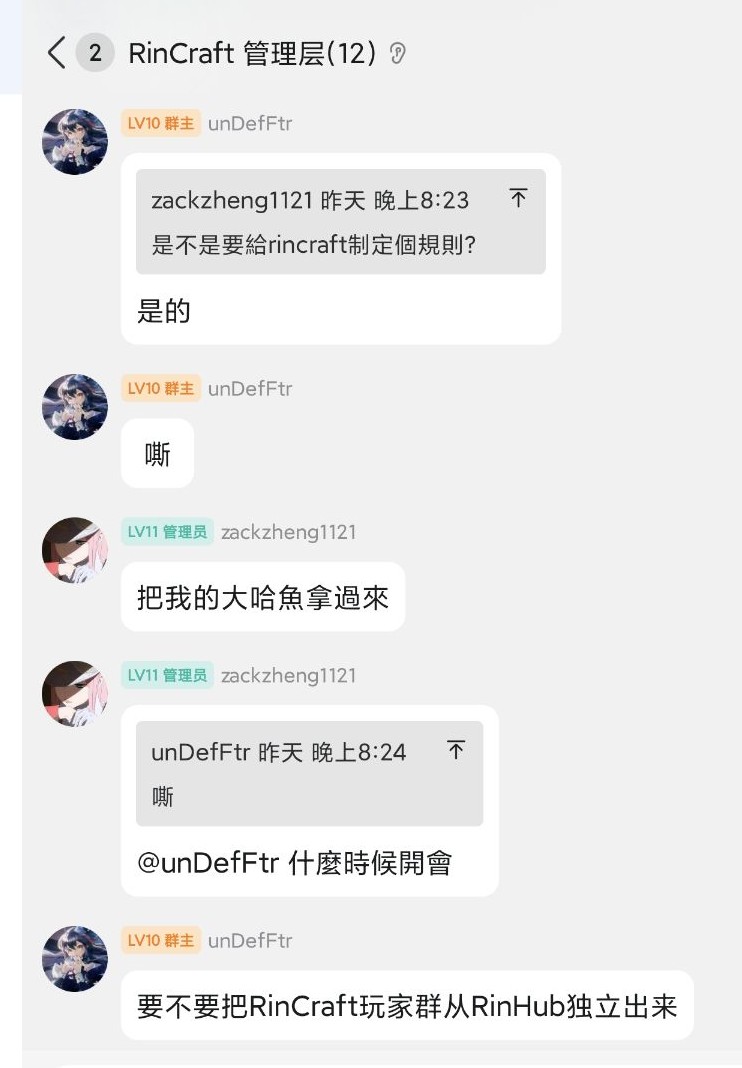 2 RinCraft 管理层(12)
LV10 群主 unDefFtr
zackzheng1121 昨天 晚上8:23
是不是要給rincraft制定個規則?
是的
LV10 群主 unDefFtr
嘶
LV11 管理员 zackzheng1121
把我的大哈魚拿過來
LV11 管理员 zackzheng1121
unDefFtr 昨天 晚上8:24
嘶
@unDefFtr 什麼時候開會
LV10 群主 unDefFtr
要不要把RinCraft玩家群从RinHub独立出来